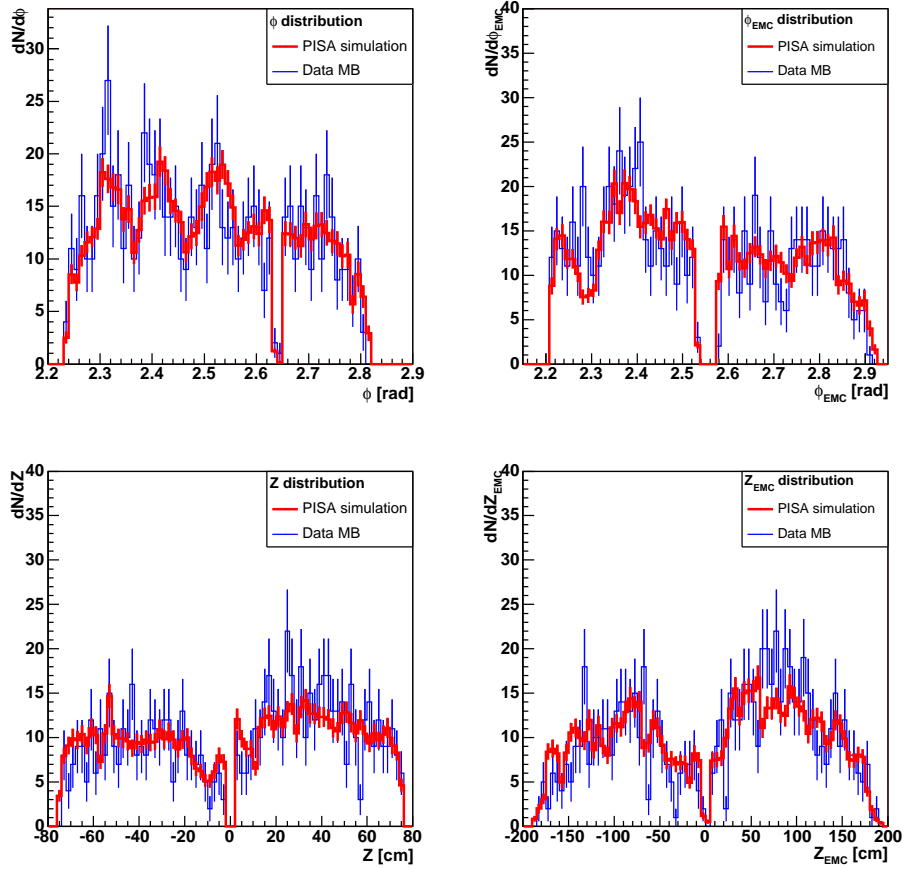 dN/dϕ
ϕ distribution
PISA simulation
Data MB
30
25
20
15
10
5
0
2.2 2.3 2.4 2.5 2.6 2.7 2.8 2.9
ϕ [rad]
dN/dϕEMC
ϕEMC distribution
PISA simulation
Data MB
40
35
30
25
20
15
10
5
0
2.2 2.3 2.4 2.5 2.6 2.7 2.8 2.9
ϕEMC [rad]
dN/dZ
Z distribution
PISA simulation
Data MB
40
35
30
25
20
15
10
5
0
-80 -60 -40 -20 0 20 40 60 80
Z [cm]
dN/dZEMC
ZEMC distribution
PISA simulation
Data MB
40
35
30
25
20
15
10
5
0
-200 -150 -100 -50 0 50 100 150 200
ZEMC [cm]